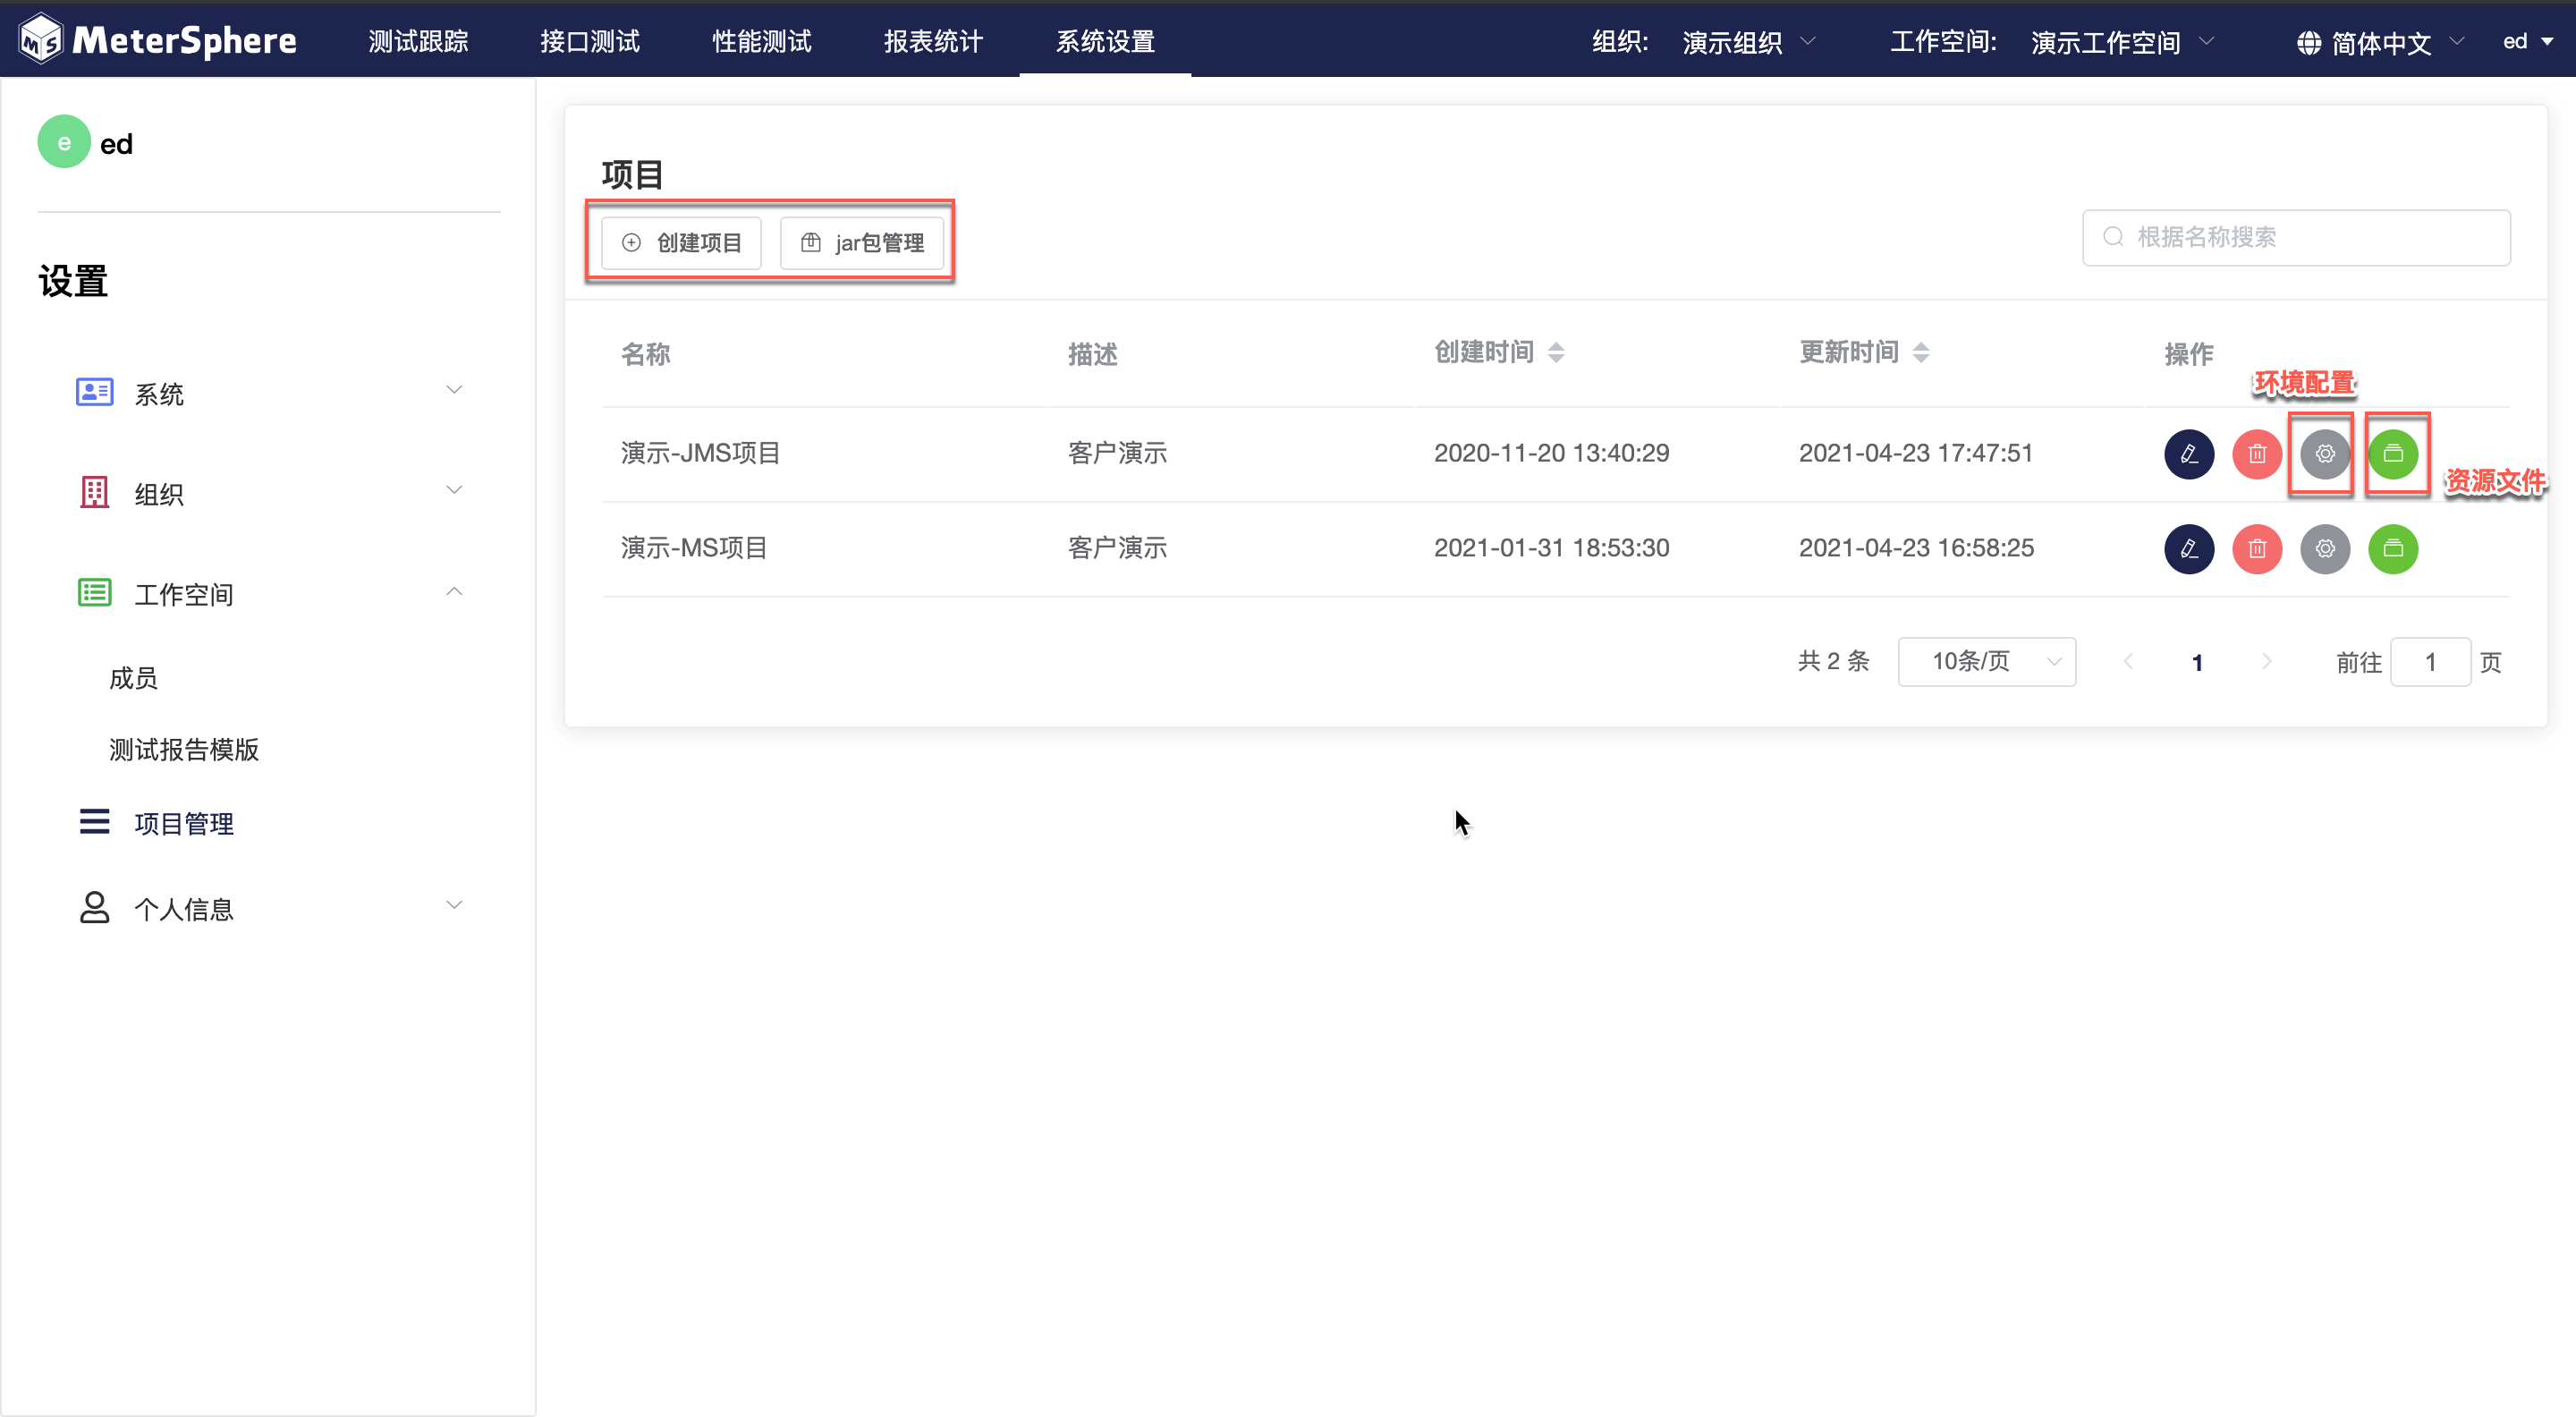 MS MeterSphere 测试跟踪 接口测试 性能测试 报表统计 系统设置 组织: 演示组织 工作空间: 演示工作空间 简体中文 ed
e ed
设置
系统
组织
工作空间
成员
测试报告模版
项目管理
个人信息
项目
创建项目 jar包管理
根据名称搜索
名称 描述 创建时间 更新时间 操作
环境配置
演示-JMS项目 客户演示 2020-11-20 13:40:29 2021-04-23 17:47:51
资源文件
演示-MS项目 客户演示 2021-01-31 18:53:30 2021-04-23 16:58:25
共 2 条 10条/页 1 前往 1 页